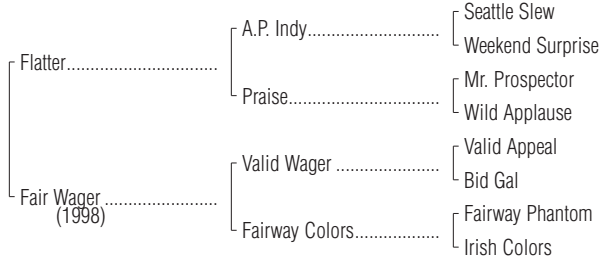 Seattle Slew
A.P. Indy..............................
Weekend Surprise
Flatter..................................
Mr. Prospector
Praise..................................
Wild Applause
Valid Appeal
Valid Wager ........................
Bid Gal
Fair Wager .........................
(1998)
Fairway Phantom
Fairway Colors...................
Irish Colors